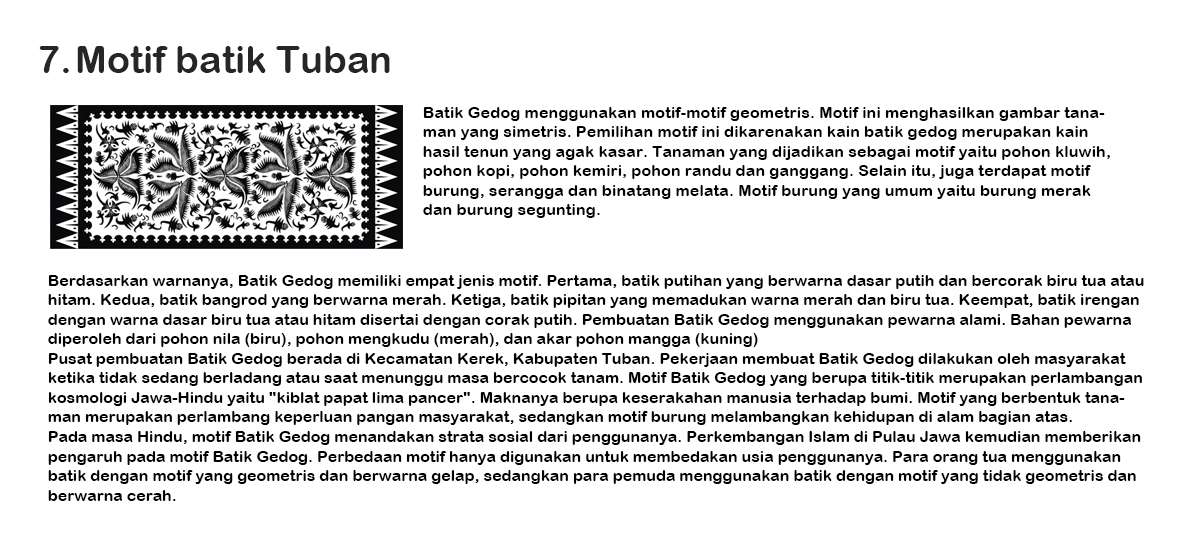 7. Motif batik Tuban
Batik Gedog menggunakan motif-motif geometris. Motif ini menghasilkan gambar tana-
man yang simetris. Pemilihan motif ini dikarenakan kain batik gedog merupakan kain
hasil tenun yang agak kasar. Tanaman yang dijadikan sebagai motif yaitu pohon kluwih,
pohon kopi, pohon kemiri, pohon randu dan ganggang. Selain itu, juga terdapat motif
burung, serangga dan binatang melata. Motif burung yang umum yaitu burung merak
dan burung segunting.
Berdasarkan warnanya, Batik Gedog memiliki empat jenis motif. Pertama, batik putihan yang berwarna dasar putih dan bercorak biru tua atau
hitam. Kedua, batik bangrod yang berwarna merah. Ketiga, batik pipitan yang memadukan warna merah dan biru tua. Keempat, batik irengan
dengan warna dasar biru tua atau hitam disertai dengan corak putih. Pembuatan Batik Gedog menggunakan pewarna alami. Bahan pewarna
diperoleh dari pohon nila (biru), pohon mengkudu (merah), dan akar pohon mangga (kuning)
Pusat pembuatan Batik Gedog berada di Kecamatan Kerek, Kabupaten Tuban. Pekerjaan membuat Batik Gedog dilakukan oleh masyarakat
ketika tidak sedang berladang atau saat menunggu masa bercocok tanam. Motif Batik Gedog yang berupa titik-titik merupakan perlambangan
kosmologi Jawa-Hindu yaitu "kiblat papat lima pancer". Maknanya berupa keserakahan manusia terhadap bumi. Motif yang berbentuk tana-
man merupakan perlambang keperluan pangan masyarakat, sedangkan motif burung melambangkan kehidupan di alam bagian atas.
Pada masa Hindu, motif Batik Gedog menandakan strata sosial dari penggunanya. Perkembangan Islam di Pulau Jawa kemudian memberikan
pengaruh pada motif Batik Gedog. Perbedaan motif hanya digunakan untuk membedakan usia penggunanya. Para orang tua menggunakan
batik dengan motif yang geometris dan berwarna gelap, sedangkan para pemuda menggunakan batik dengan motif yang tidak geometris dan
berwarna cerah.